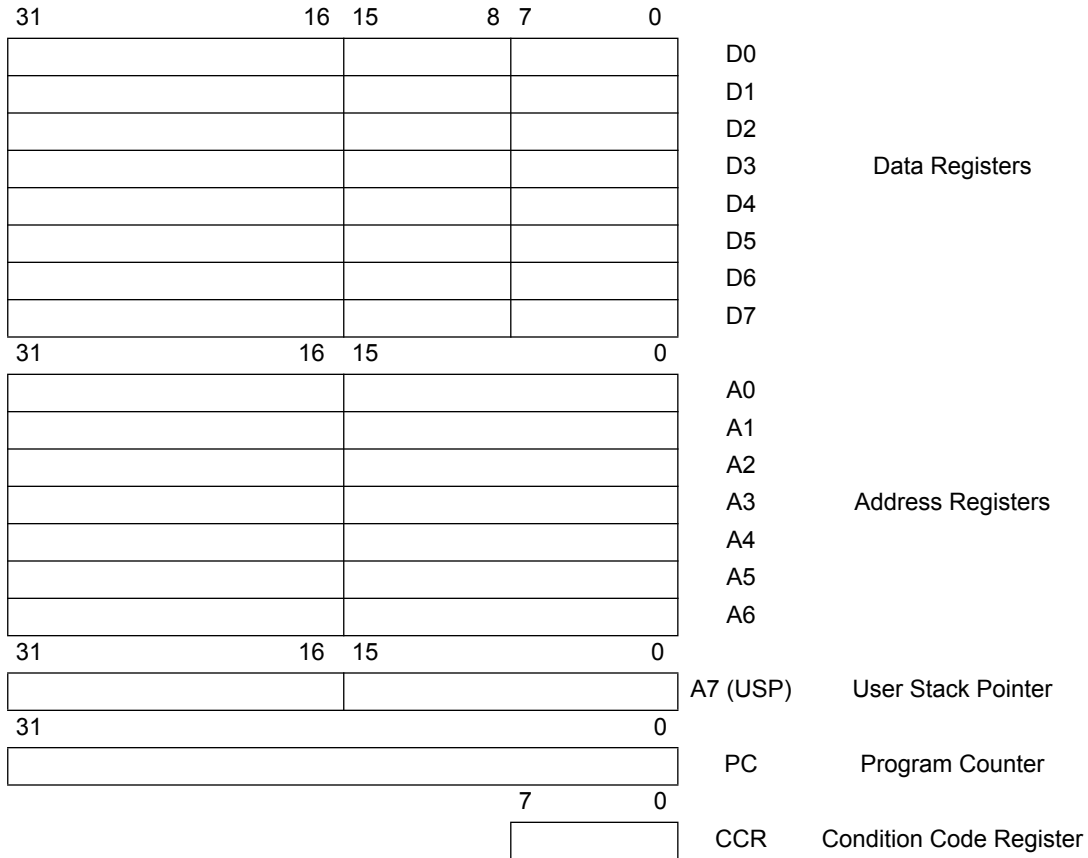 31 16 15 8 7 0
D0
D1
D2
D3 Data Registers
D4
D5
D6
D7
31 16 15 0
A0
A1
A2
A3 Address Registers
A4
A5
A6
31 16 15 0
A7 (USP) User Stack Pointer
31 0
PC Program Counter
7 0
CCR Condition Code Register